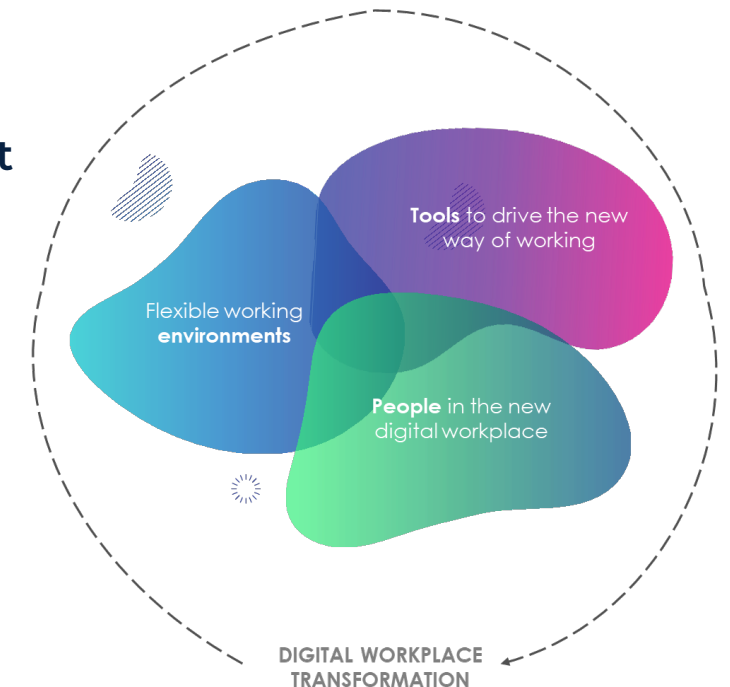 t
Tools to drive the new
way of working
Flexible working
environments
People in the new
digital workplace
DIGITAL WORKPLACE
TRANSFORMATION